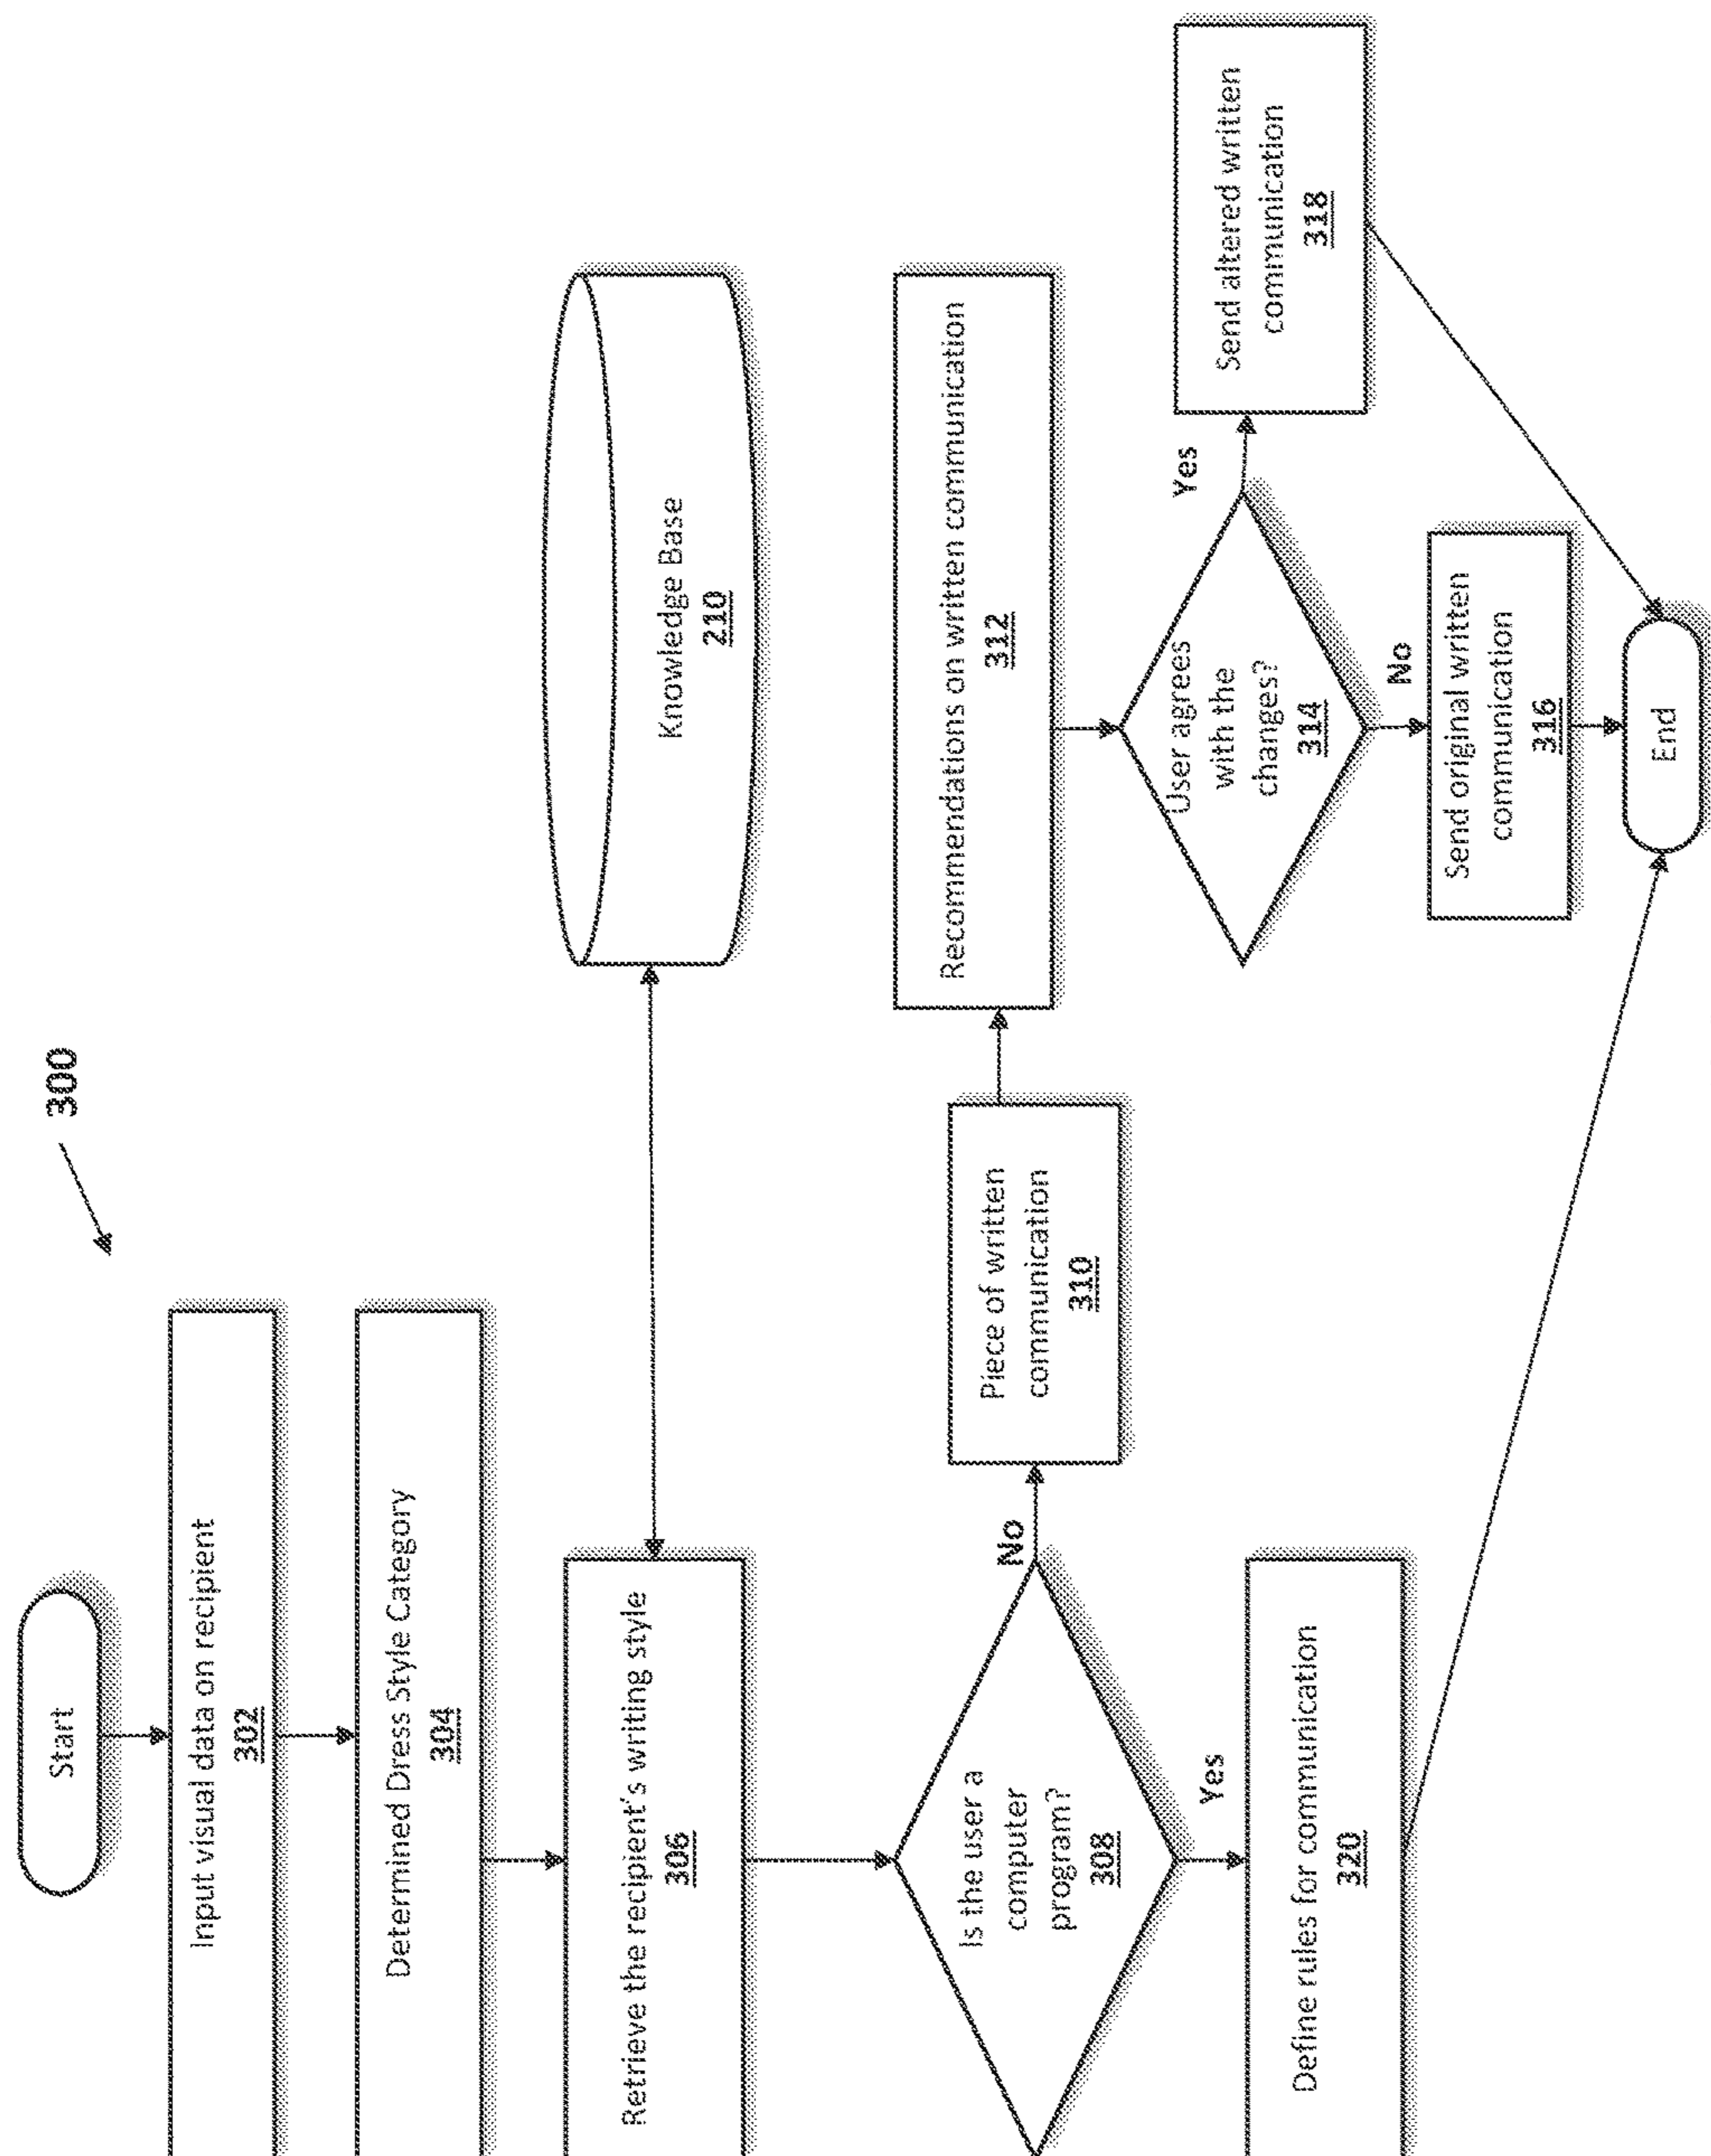 300
Start
Input visual data on recipient
302
Determined Dress Style Category
304
Retrieve the recipient's writing style
306
Knowledge Base
210
Is the user a
computer
program?
308
No
Yes
Piece of written
communication
310
Recommendations on written communication
312
User agrees
with the
changes?
314
Yes
No
Send altered written
communication
318
Send original written
communication
316
Define rules for communication
320
End